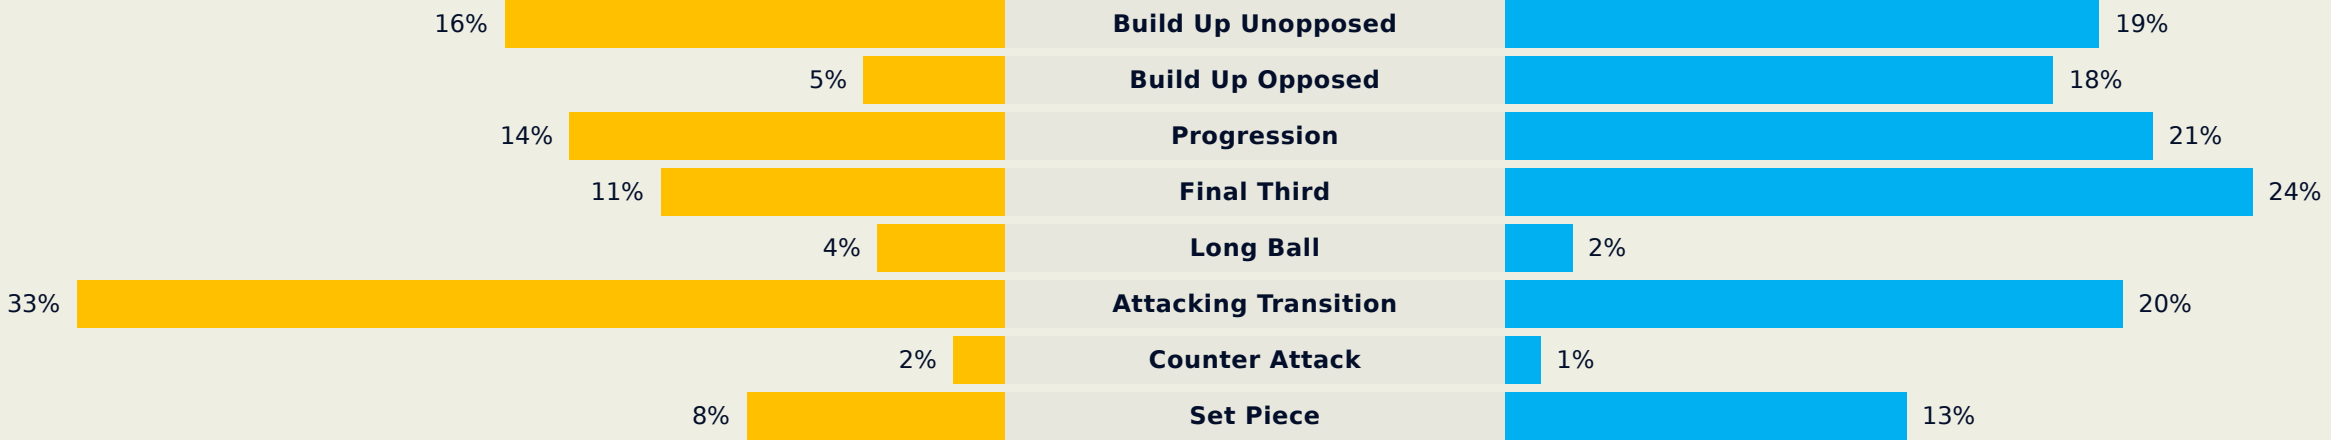 16% Build Up Unopposed 19%
5% Build Up Opposed 18%
14% Progression 21%
11% Final Third 24%
4% Long Ball 2%
33% Attacking Transition 20%
2% Counter Attack 1%
8% Set Piece 13%